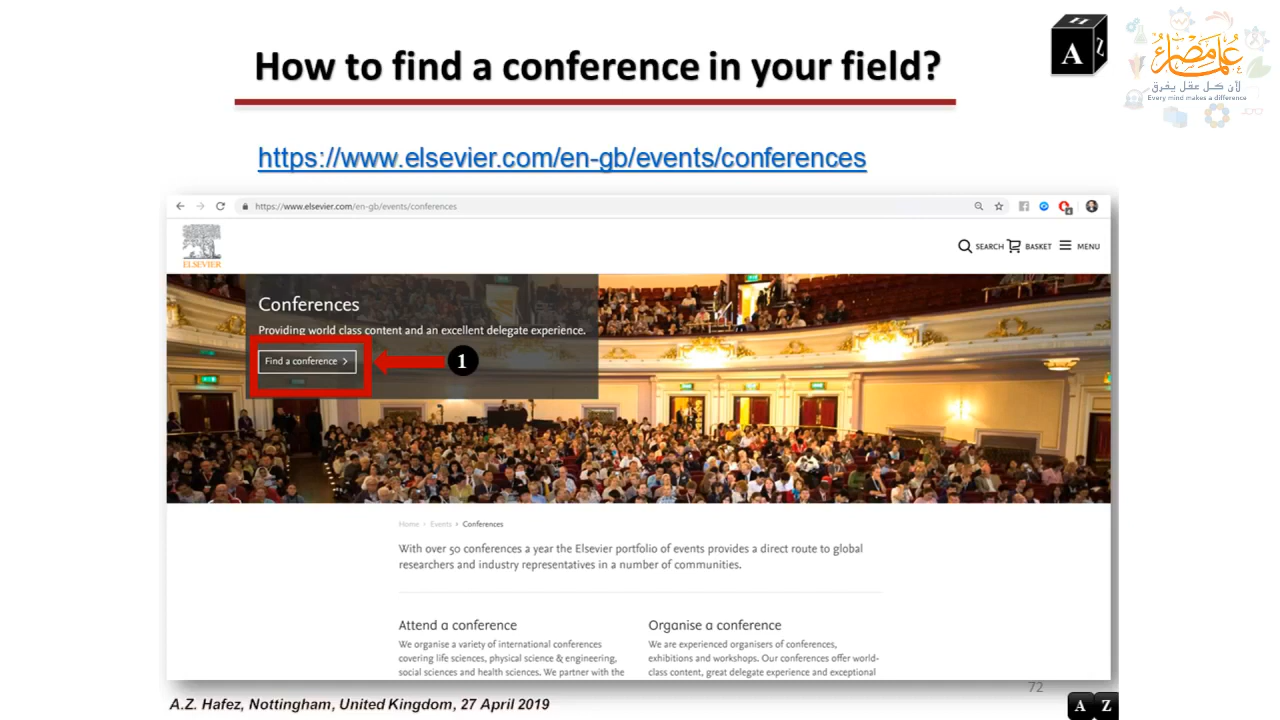 How to find a conference in your field?
H
A
Z
علماء مصر
لأن كل عقل يفرق
Every mind makes a difference
https://www.elsevier.com/en-gb/events/conferences
https://www.elsevier.com/en-gb/events/conferences
ELSEVIER
SEARCH BASKET MENU
Conferences
Providing world class content and an excellent delegate experience.
Find a conference >
1
Home > Events > Conferences
With over 50 conferences a year the Elsevier portfolio of events provides a direct route to global
researchers and industry representatives in a number of communities.
Attend a conference
We organise a variety of international conferences
covering life sciences, physical science & engineering,
social sciences and health sciences. We partner with the
Organise a conference
We are experienced organisers of conferences,
exhibitions and workshops. Our conferences offer world-
class content, great delegate experience and exceptional
72
A.Z. Hafez, Nottingham, United Kingdom, 27 April 2019
A Z